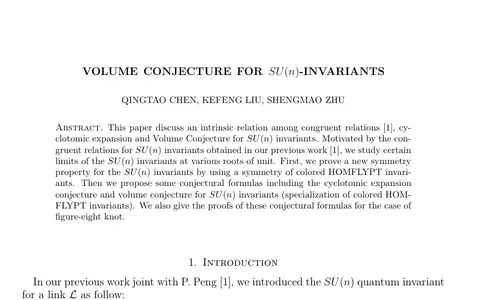 VOLUME CONJECTURE FOR SU(n)-INVARIANTS
QINGTAO CHEN, KEFENG LIU, SHENGMAO ZHU
ABSTRACT. This paper discuss an intrinsic relation among congruent relations [1], cy-
clotomic expansion and Volume Conjecture for SU(n) invariants. Motivated by the con-
gruent relations for SU(n) invariants obtained in our previous work [1], we study certain
limits of the SU(n) invariants at various roots of unit. First, we prove a new symmetry
property for the SU(n) invariants by using a symmetry of colored HOMFLYPT invari-
ants. Then we propose some conjectural formulas including the cyclotomic expansion
conjecture and volume conjecture for SU(n) invariants (specialization of colored HOM-
FLYPT invariants). We also give the proofs of these conjectural formulas for the case of
figure-eight knot.
1. INTRODUCTION
In our previous work joint with P. Peng [1], we introduced the SU(n) quantum invariant
for a link ℒ as follow: